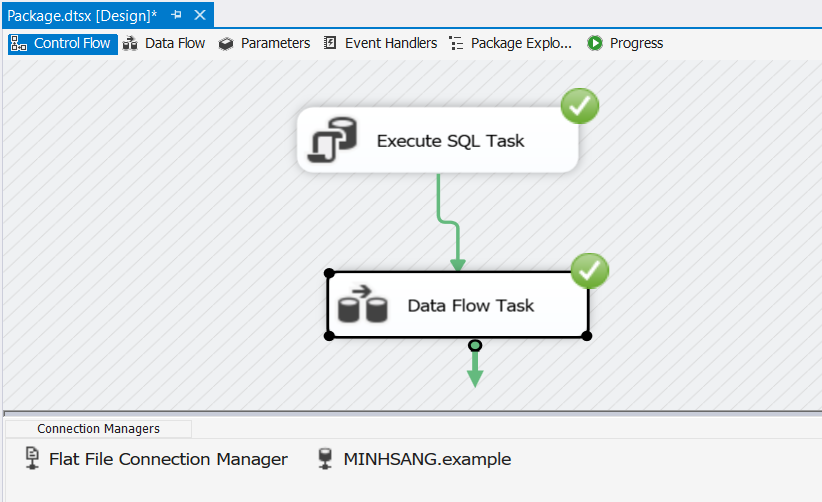 Package.dtsx [Design]*
Control Flow Data Flow Parameters Event Handlers Package Explo... Progress
Execute SQL Task
Data Flow Task
Connection Managers
Flat File Connection Manager MINHSANG.example